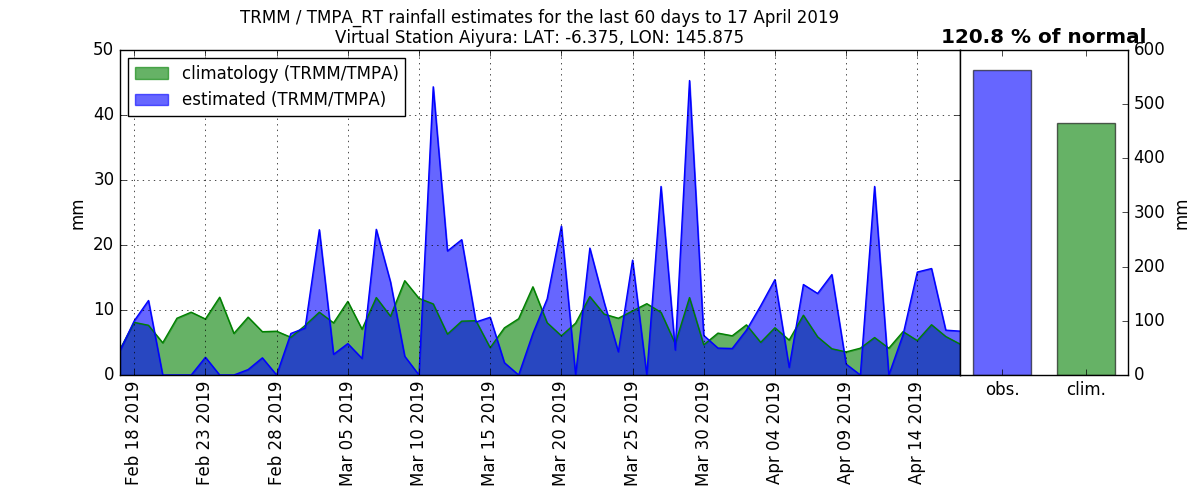 TRMM / TMPA_RT rainfall estimates for the last 60 days to 17 April 2019
Virtual Station Aiyura: LAT: -6.375, LON: 145.875
120.8 % of normal
climatology (TRMM/TMPA)
estimated (TRMM/TMPA)
50
40
30
20
10
0
mm
Feb 18 2019
Feb 23 2019
Feb 28 2019
Mar 05 2019
Mar 10 2019
Mar 15 2019
Mar 20 2019
Mar 25 2019
Mar 30 2019
Apr 04 2019
Apr 09 2019
Apr 14 2019
600
500
400
300
200
100
0
mm
obs.
clim.